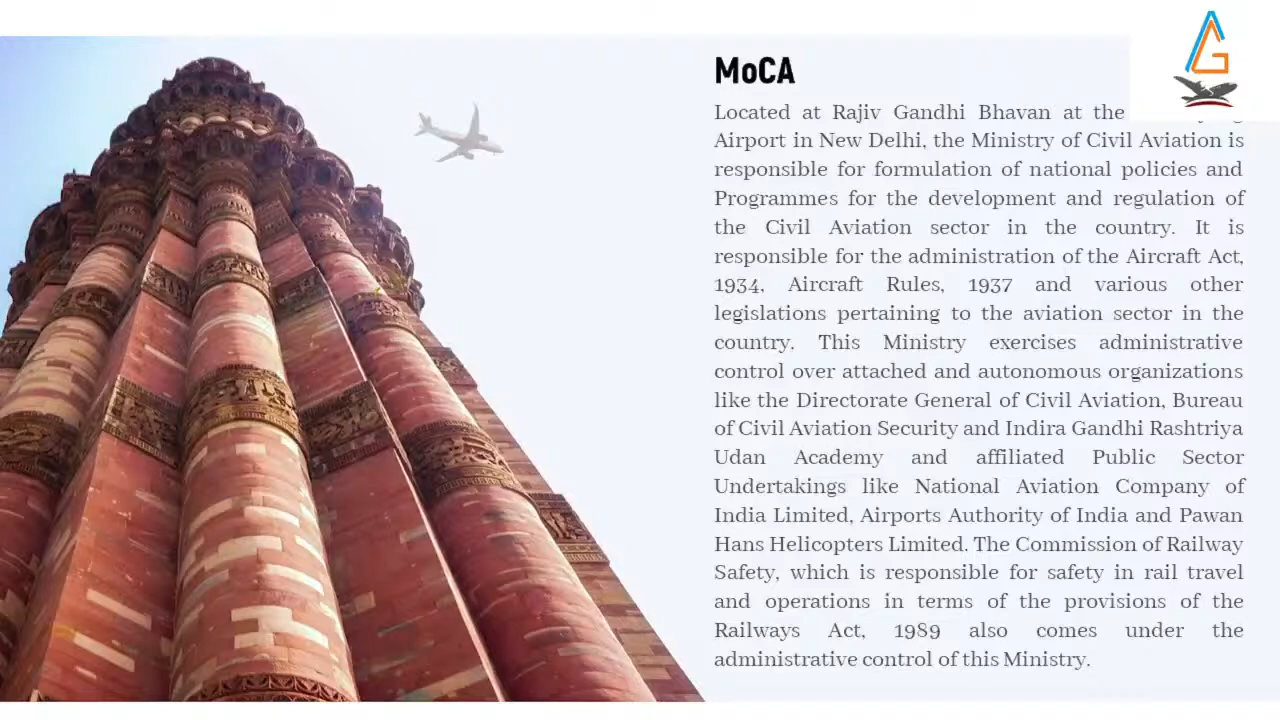 MoCA
Located at Rajiv Gandhi Bhavan at the
Airport in New Delhi, the Ministry of Civil Aviation is
responsible for formulation of national policies and
Programmes for the development and regulation of
the Civil Aviation sector in the country. It is
responsible for the administration of the Aircraft Act,
1934, Aircraft Rules, 1937 and various other
legislations pertaining to the aviation sector in the
country. This Ministry exercises administrative
control over attached and autonomous organizations
like the Directorate General of Civil Aviation, Bureau
of Civil Aviation Security and Indira Gandhi Rashtriya
Udan Academy and affiliated Public Sector
Undertakings like National Aviation Company of
India Limited, Airports Authority of India and Pawan
Hans Helicopters Limited. The Commission of Railway
Safety, which is responsible for safety in rail travel
and operations in terms of the provisions of the
Railways Act, 1989 also comes under the
administrative control of this Ministry.